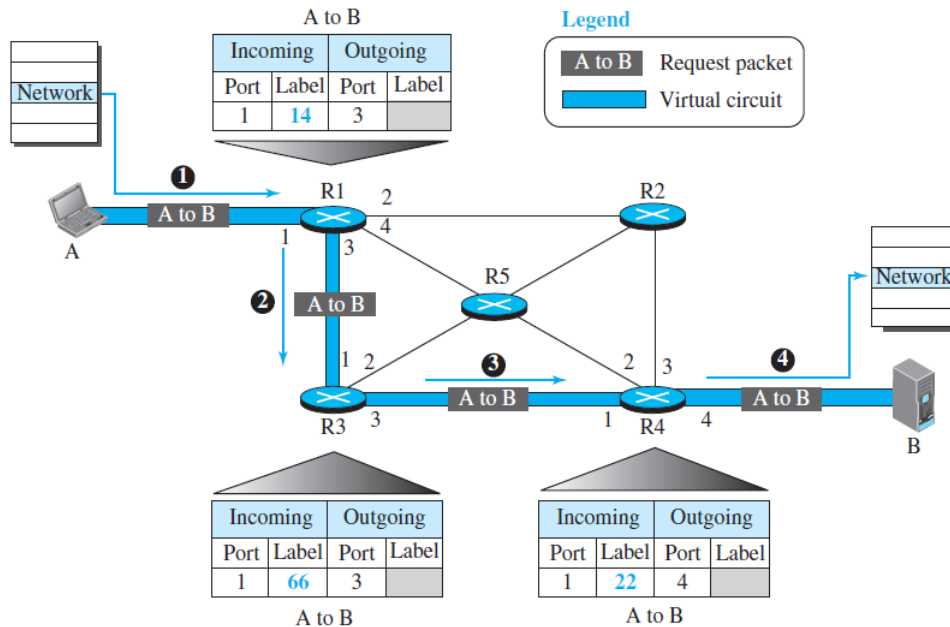 A to B
Legend
Incoming Outgoing
Port Label Port Label
1 14 3
A to B Request packet
Virtual circuit
Network
1
A to B
A
1
R1
2
4
3
R2
2
A to B
R5
Network
1
2
R3
3
3
A to B
2
3
1
R4
4
4
A to B
B
Incoming Outgoing
Port Label Port Label
1 66 3
A to B
Incoming Outgoing
Port Label Port Label
1 22 4
A to B